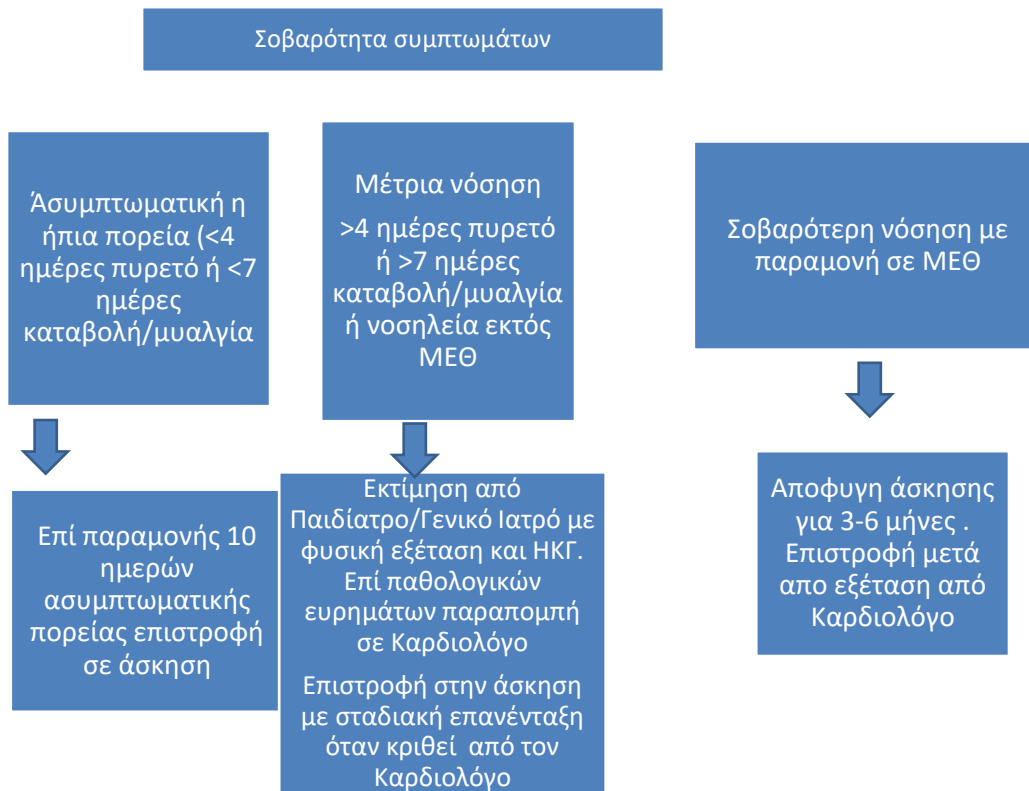 Σοβαρότητα συμπτωμάτων
Άσυμπτωματική η
ήπια πορεία (<4
ημέρες πυρετό ή <7
ημέρες
καταβολή/μυαλγία
Μέτρια νόσηση
>4 ημέρες πυρετό
ή >7 ημέρες
καταβολή/μυαλγία
ή νοσηλεία εκτός
ΜΕΘ
Σοβαρότερη νόσηση με
παραμονή σε ΜΕΘ
Επί παραμονής 10
ημερών
ασυμπτωματικής
πορείας επιστροφή
σε άσκηση
Εκτίμηση από
Παιδίατρο/Γενικό Ιατρό με
φυσική εξέταση και ΗΚΓ.
Επί παθολογικών
ευρημάτων παραπομπή
σε Καρδιολόγο
Επιστροφή στην άσκηση
με σταδιακή επανένταξη
όταν κριθεί από τον
Καρδιολόγο
Αποφυγη άσκησης
για 3-6 μήνες .
Επιστροφή μετά
απο εξέταση από
Καρδιολόγο